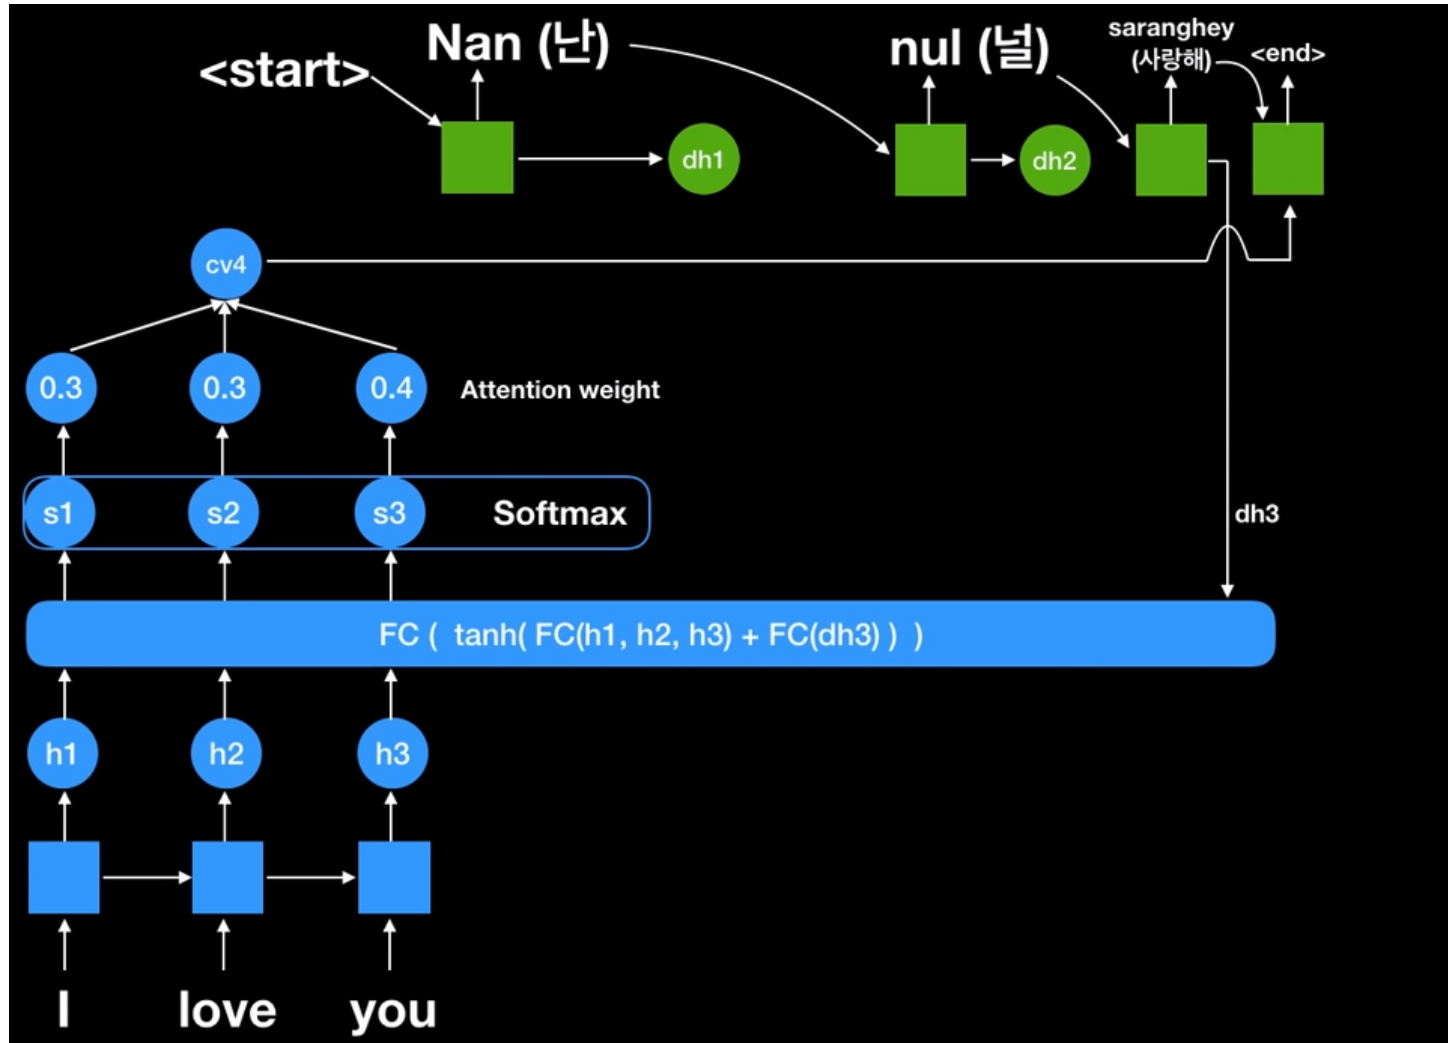 <start>
Nan (난)
nul (널)
saranghey
(사랑해)
<end>
dh1
dh2
cv4
0.3
0.3
0.4
Attention weight
s1
s2
s3
Softmax
dh3
FC ( tanh( FC(h1, h2, h3) + FC(dh3) ) )
h1
h2
h3
I
love
you